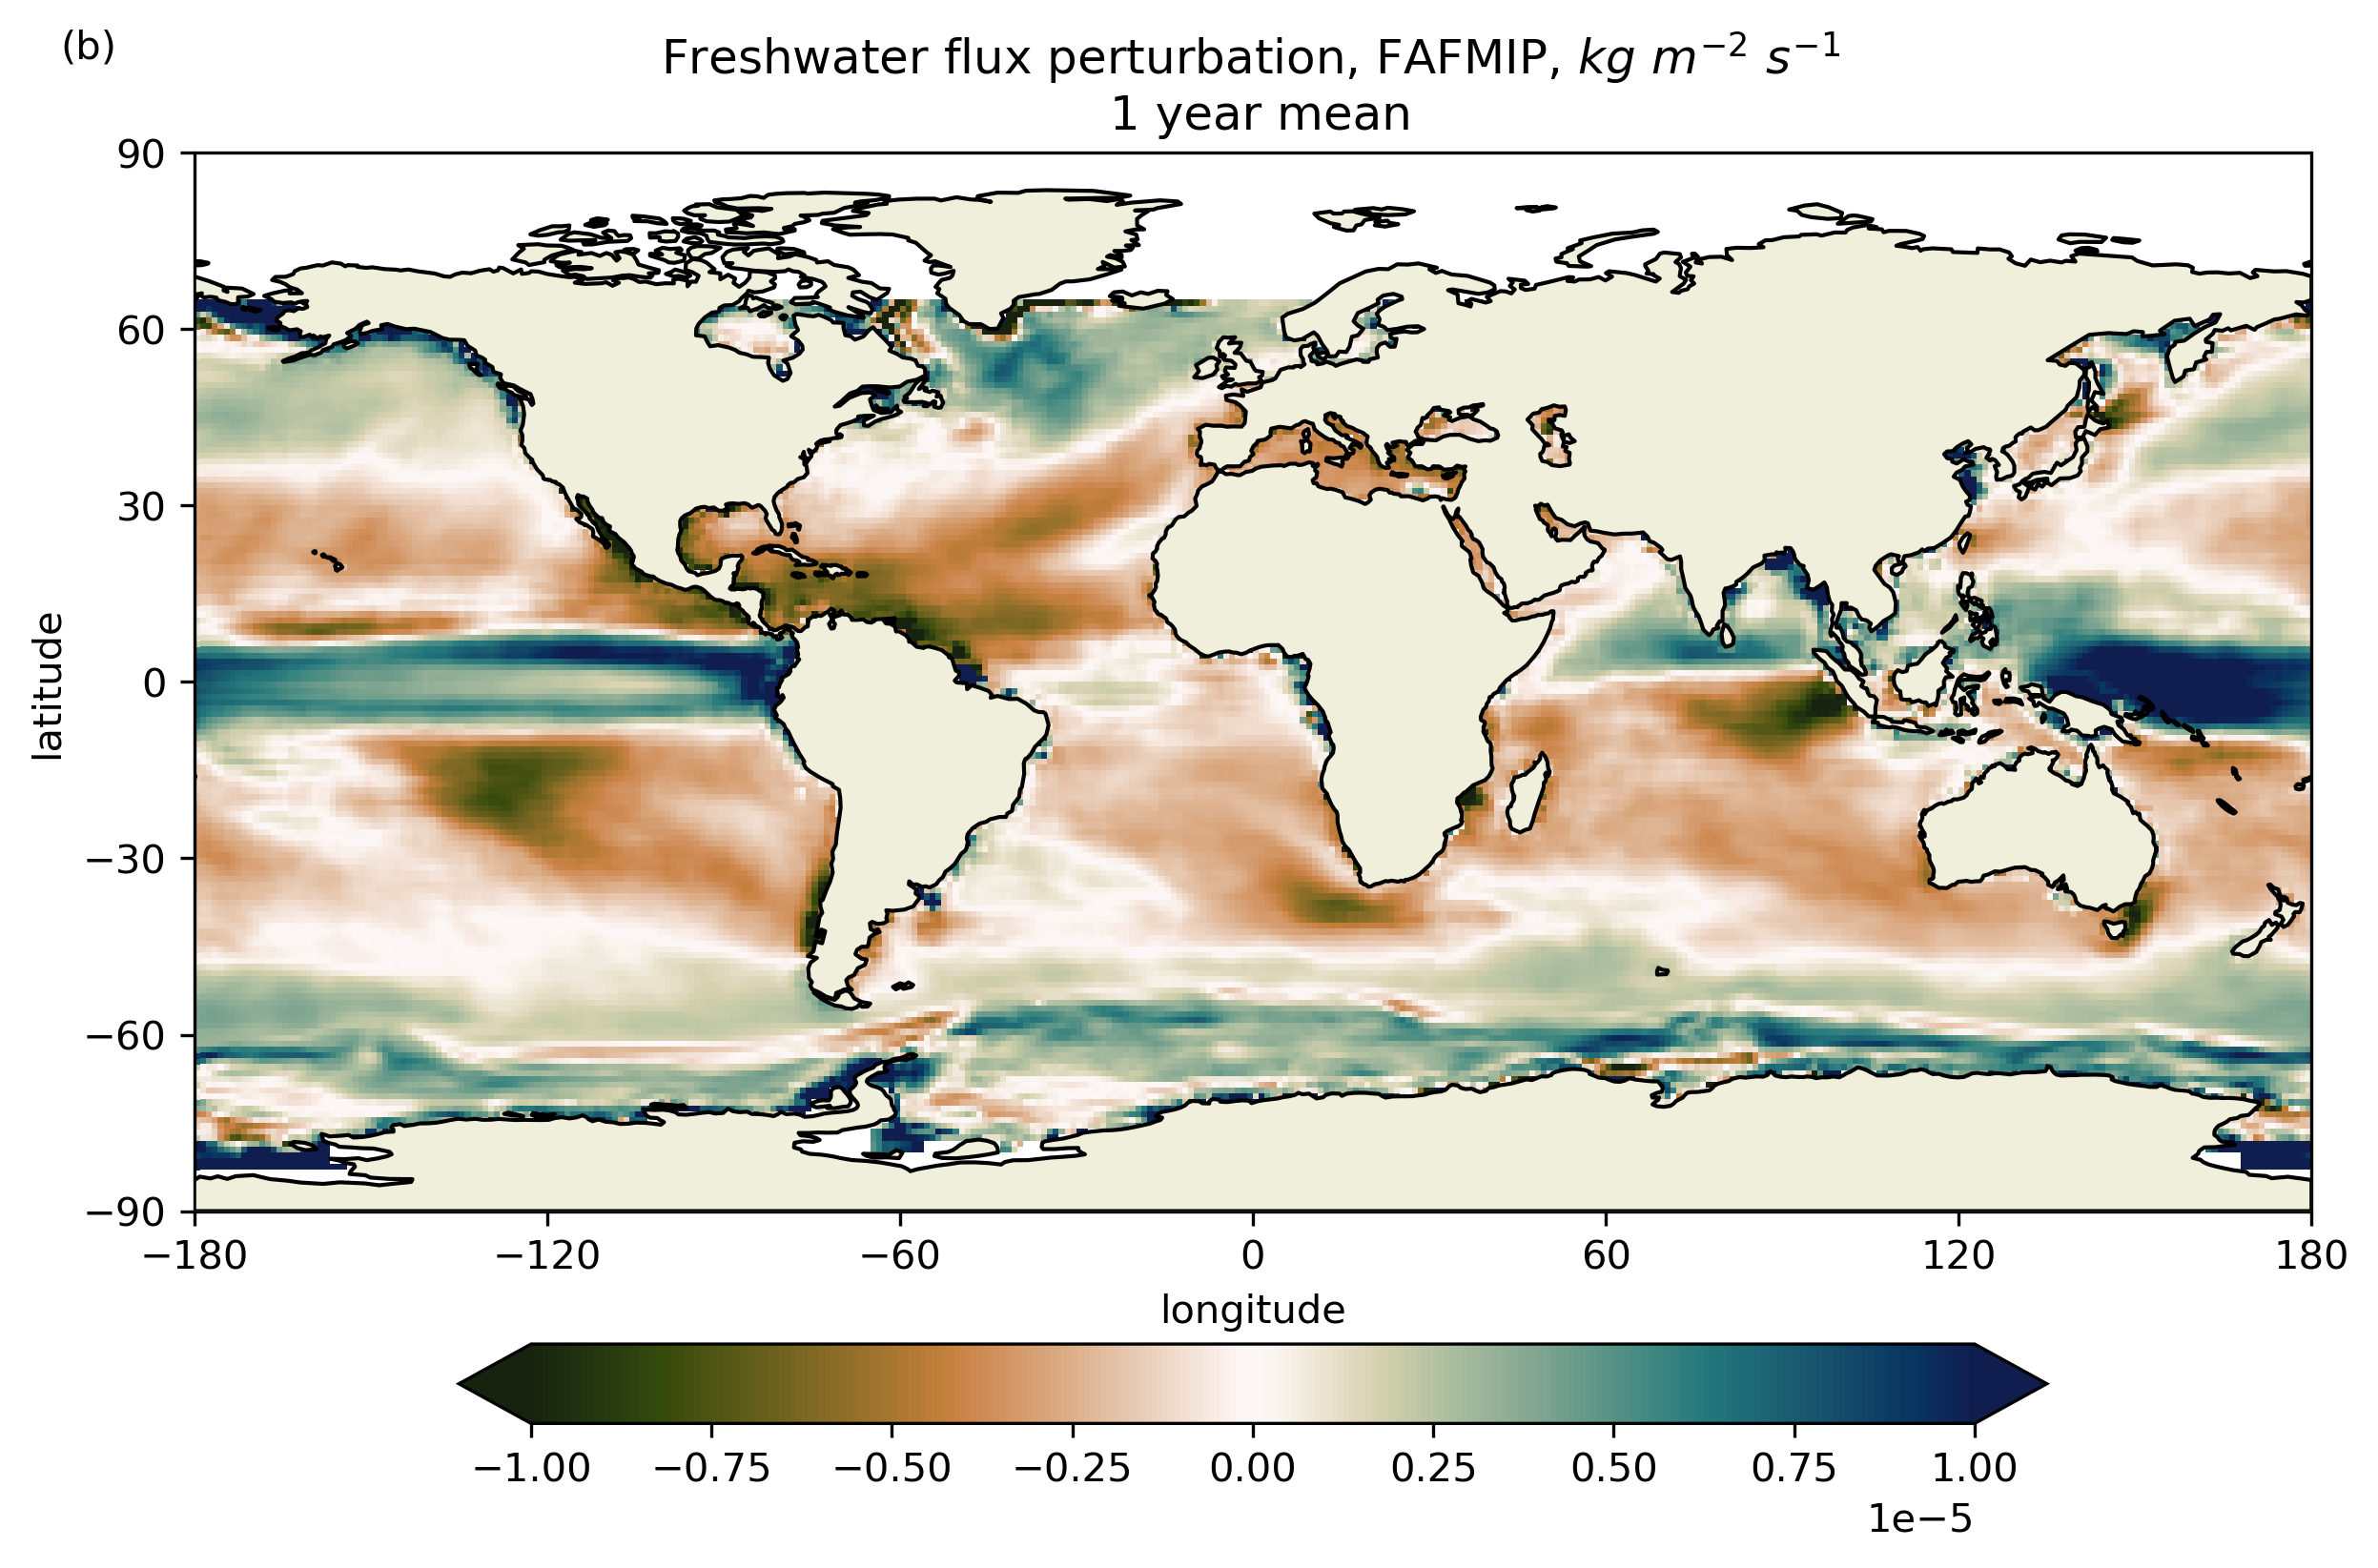 (b)
Freshwater flux perturbation, FAFMIP, kg m⁻² s⁻¹
1 year mean
90
60
30
0
−30
−60
−90
latitude
−180 −120 −60 0 60 120 180
longitude
−1.00 −0.75 −0.50 −0.25 0.00 0.25 0.50 0.75 1.00
1e−5